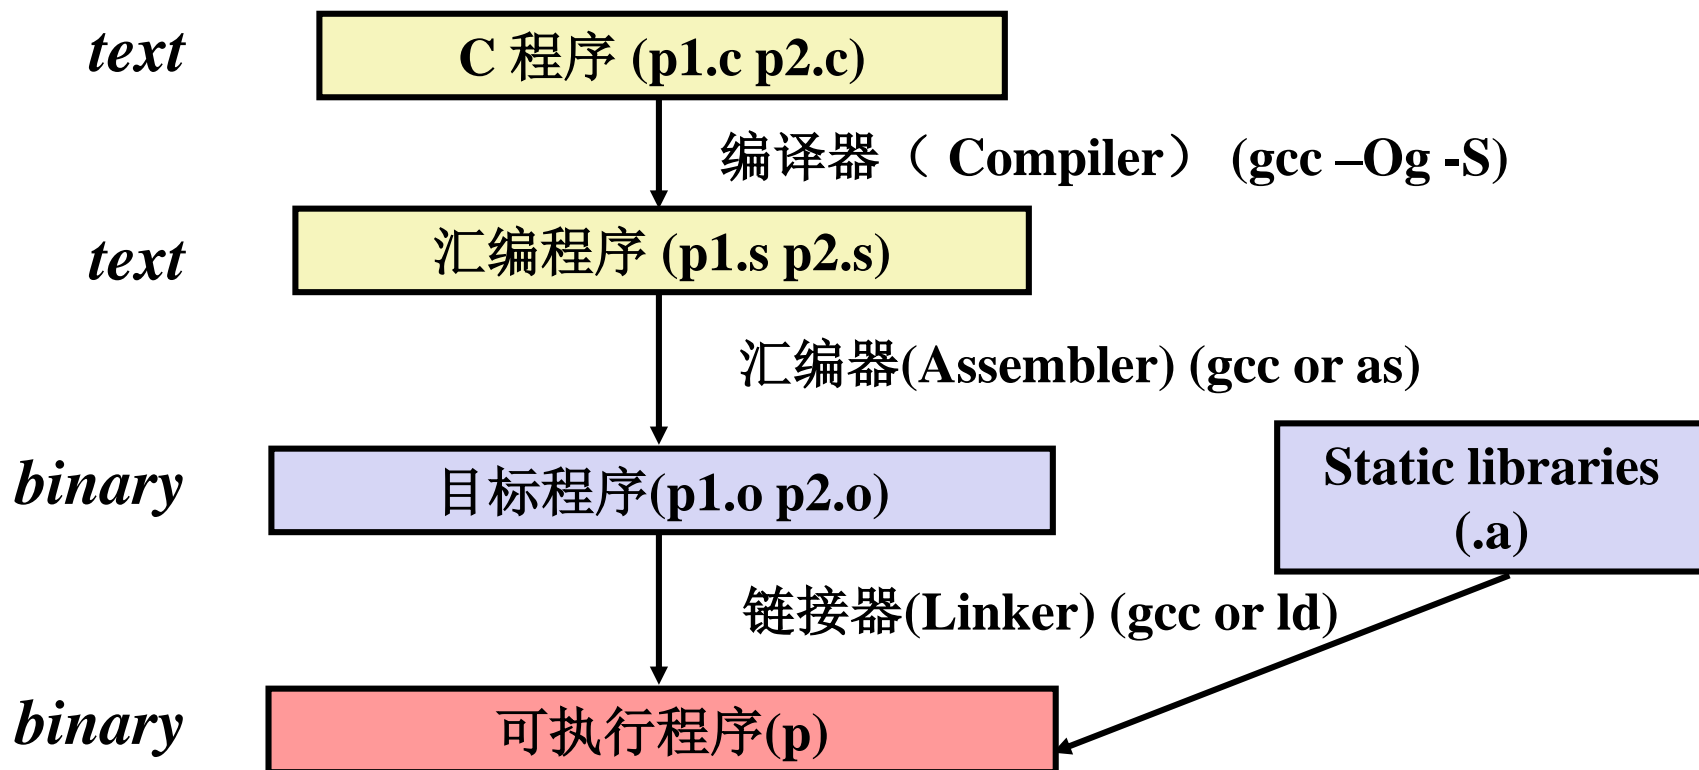 text
C 程序 (p1.c p2.c)
编译器（ Compiler） (gcc –Og -S)
text
汇编程序 (p1.s p2.s)
汇编器(Assembler) (gcc or as)
binary
目标程序(p1.o p2.o)
Static libraries
(.a)
链接器(Linker) (gcc or ld)
binary
可执行程序(p)